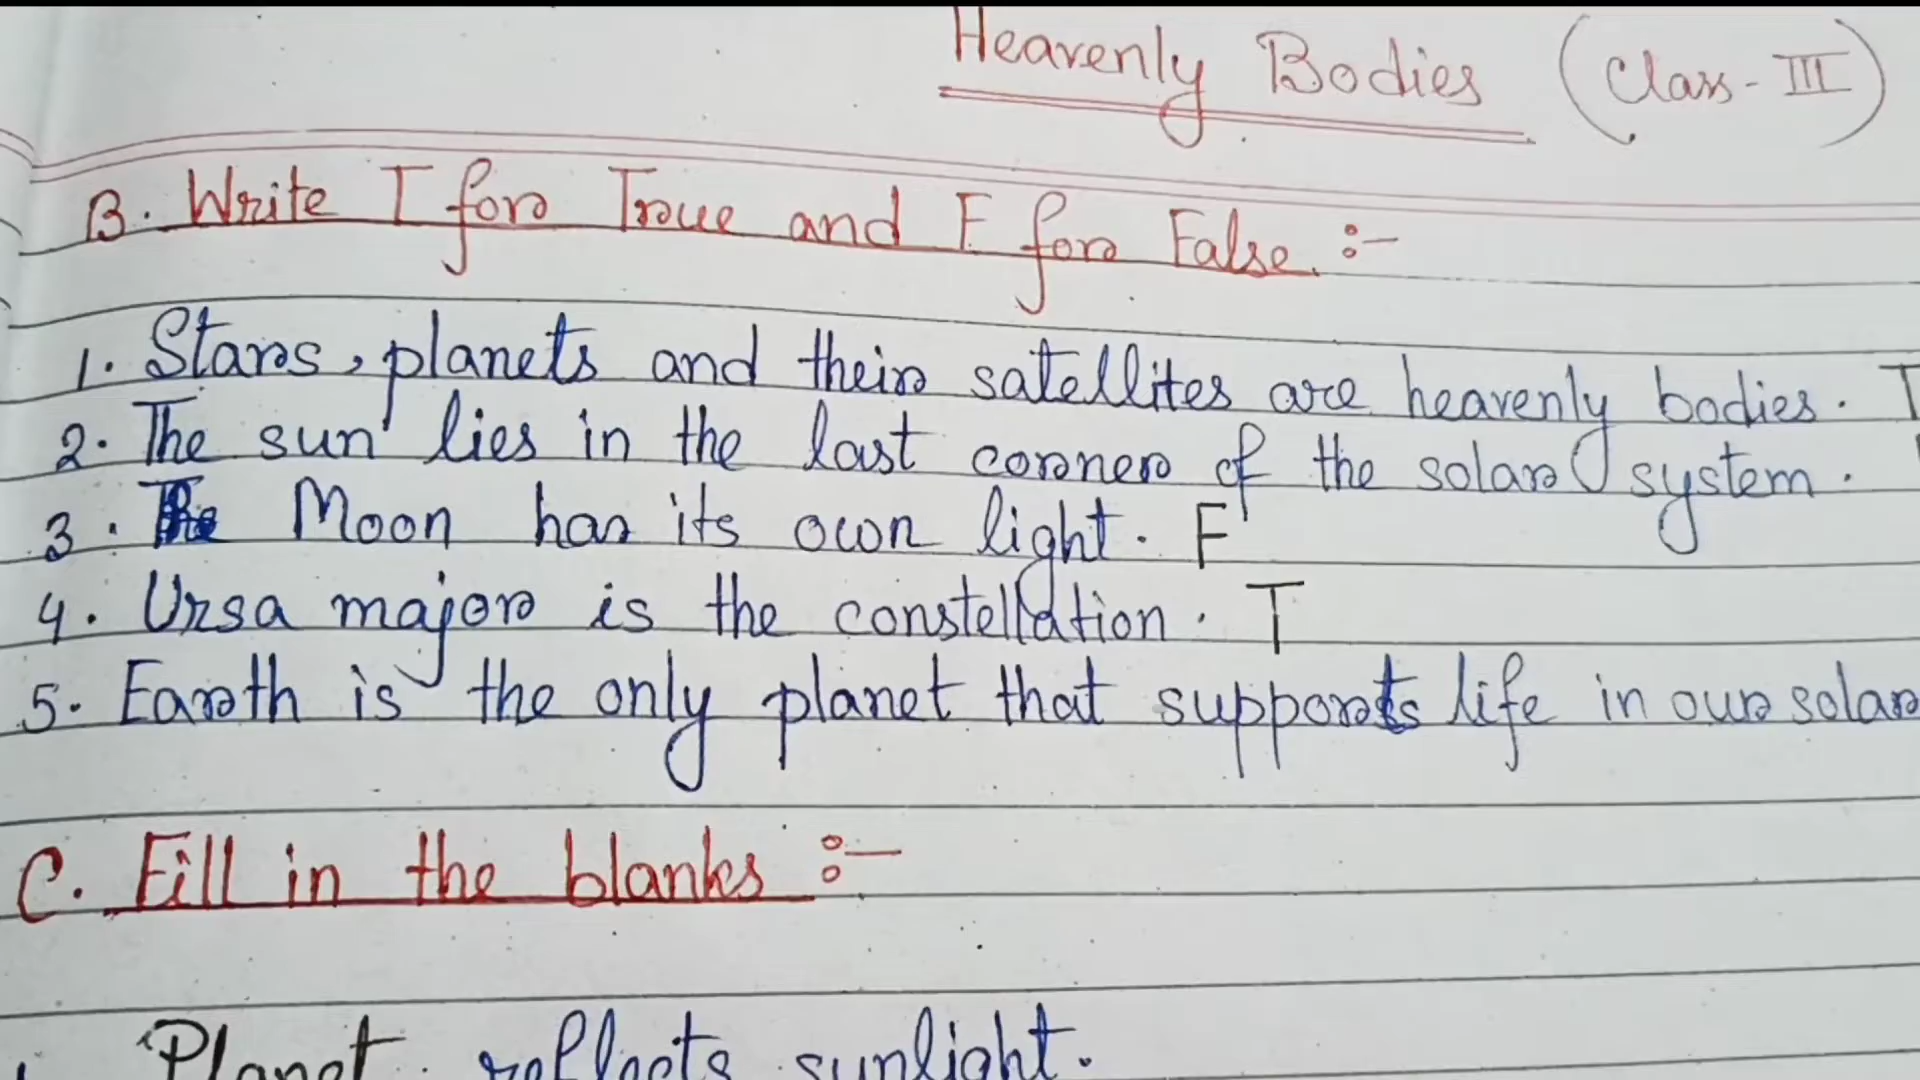 Heavenly Bodies (Class-III)
B. Write T for True and F for False :-
1. Stars, planets and their satellites are heavenly bodies. T
2. The sun lies in the last corner of the solar system.
3. The Moon has its own light. F
4. Ursa major is the constellation. T
5. Earth is the only planet that supports life in our solar
C. Fill in the blanks :-
Planet reflects sunlight.